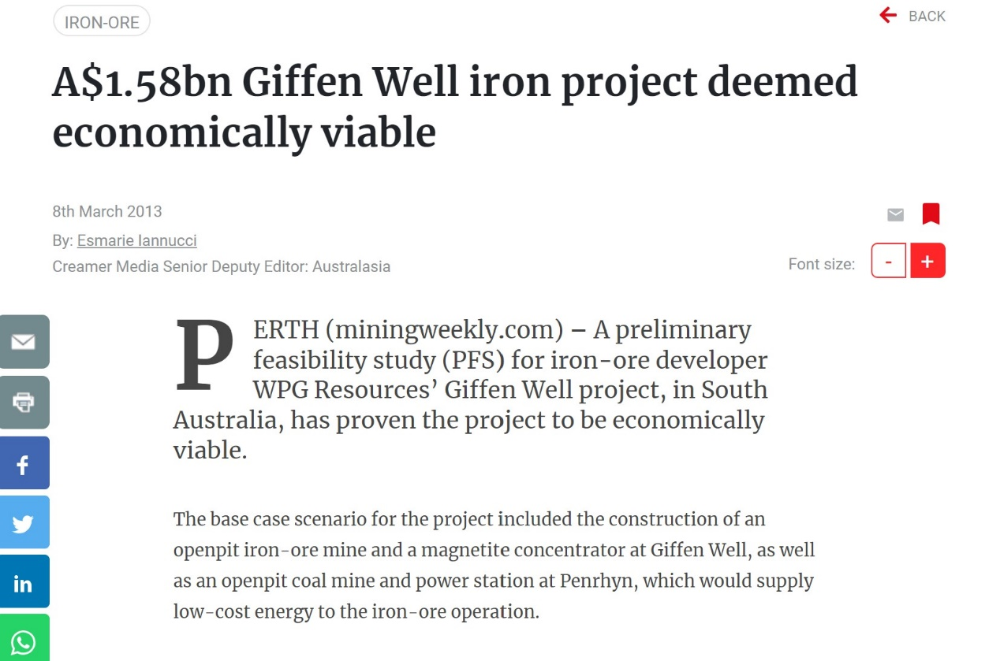 IRON-ORE
BACK
A$1.58bn Giffen Well iron project deemed
economically viable
8th March 2013
By: Esmarie Iannucci
Creamer Media Senior Deputy Editor: Australasia
Font size:
-
+
PERTH (miningweekly.com) – A preliminary
feasibility study (PFS) for iron-ore developer
WPG Resources’ Giffen Well project, in South
Australia, has proven the project to be economically
viable.
The base case scenario for the project included the construction of an
openpit iron-ore mine and a magnetite concentrator at Giffen Well, as well
as an openpit coal mine and power station at Penrhyn, which would supply
low-cost energy to the iron-ore operation.
f
in